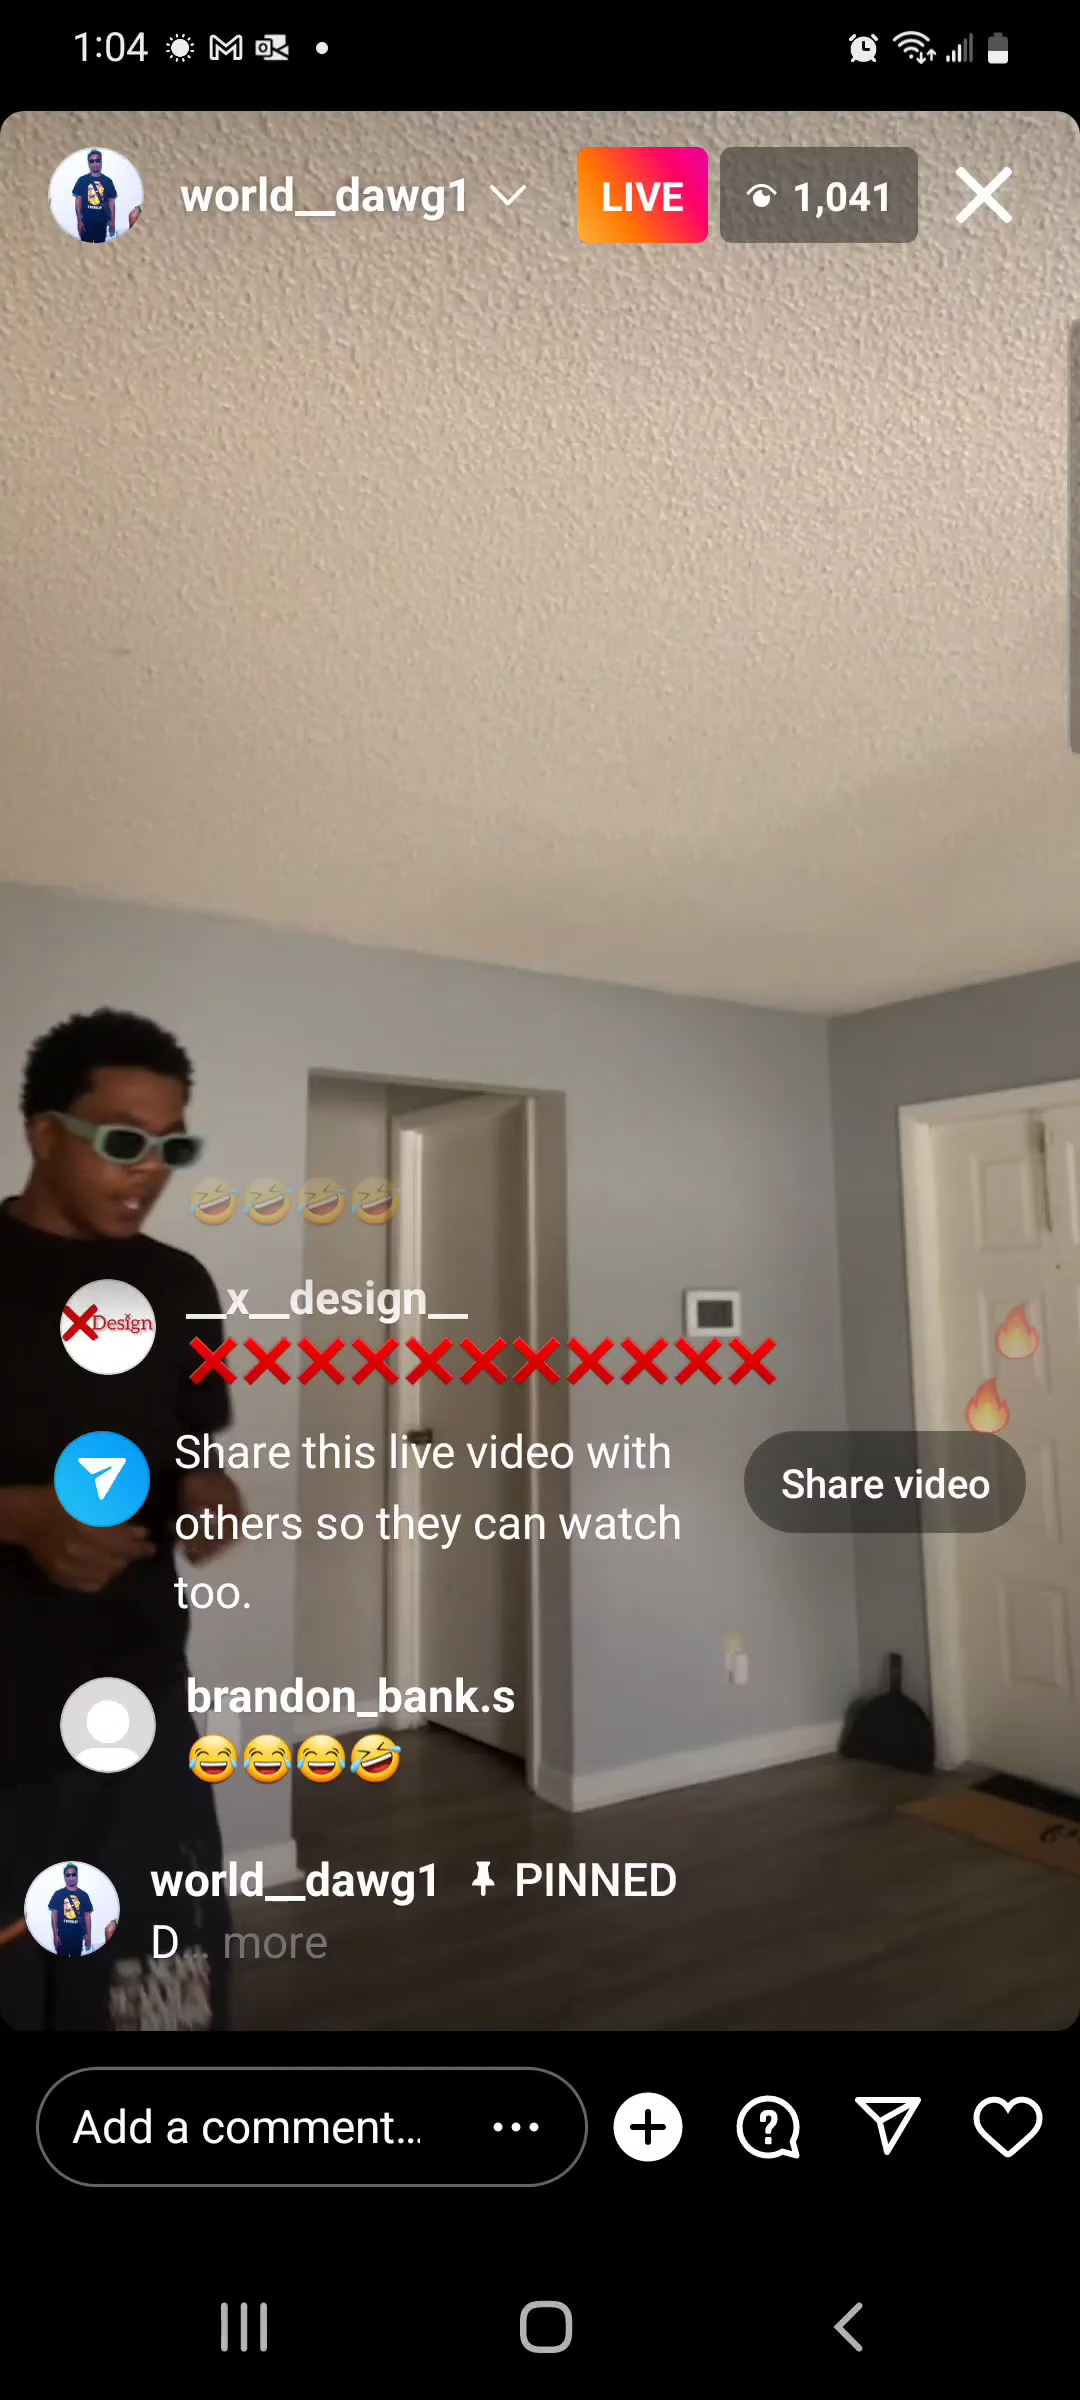 1:04
world__dawg1
LIVE
1,041
__x__design__
Design
❌❌❌❌❌❌❌❌❌❌❌
Share this live video with
others so they can watch
too.
Share video
brandon_bank.s
😂😂😂🤣
world__dawg1 PINNED
D... more
Add a comment...